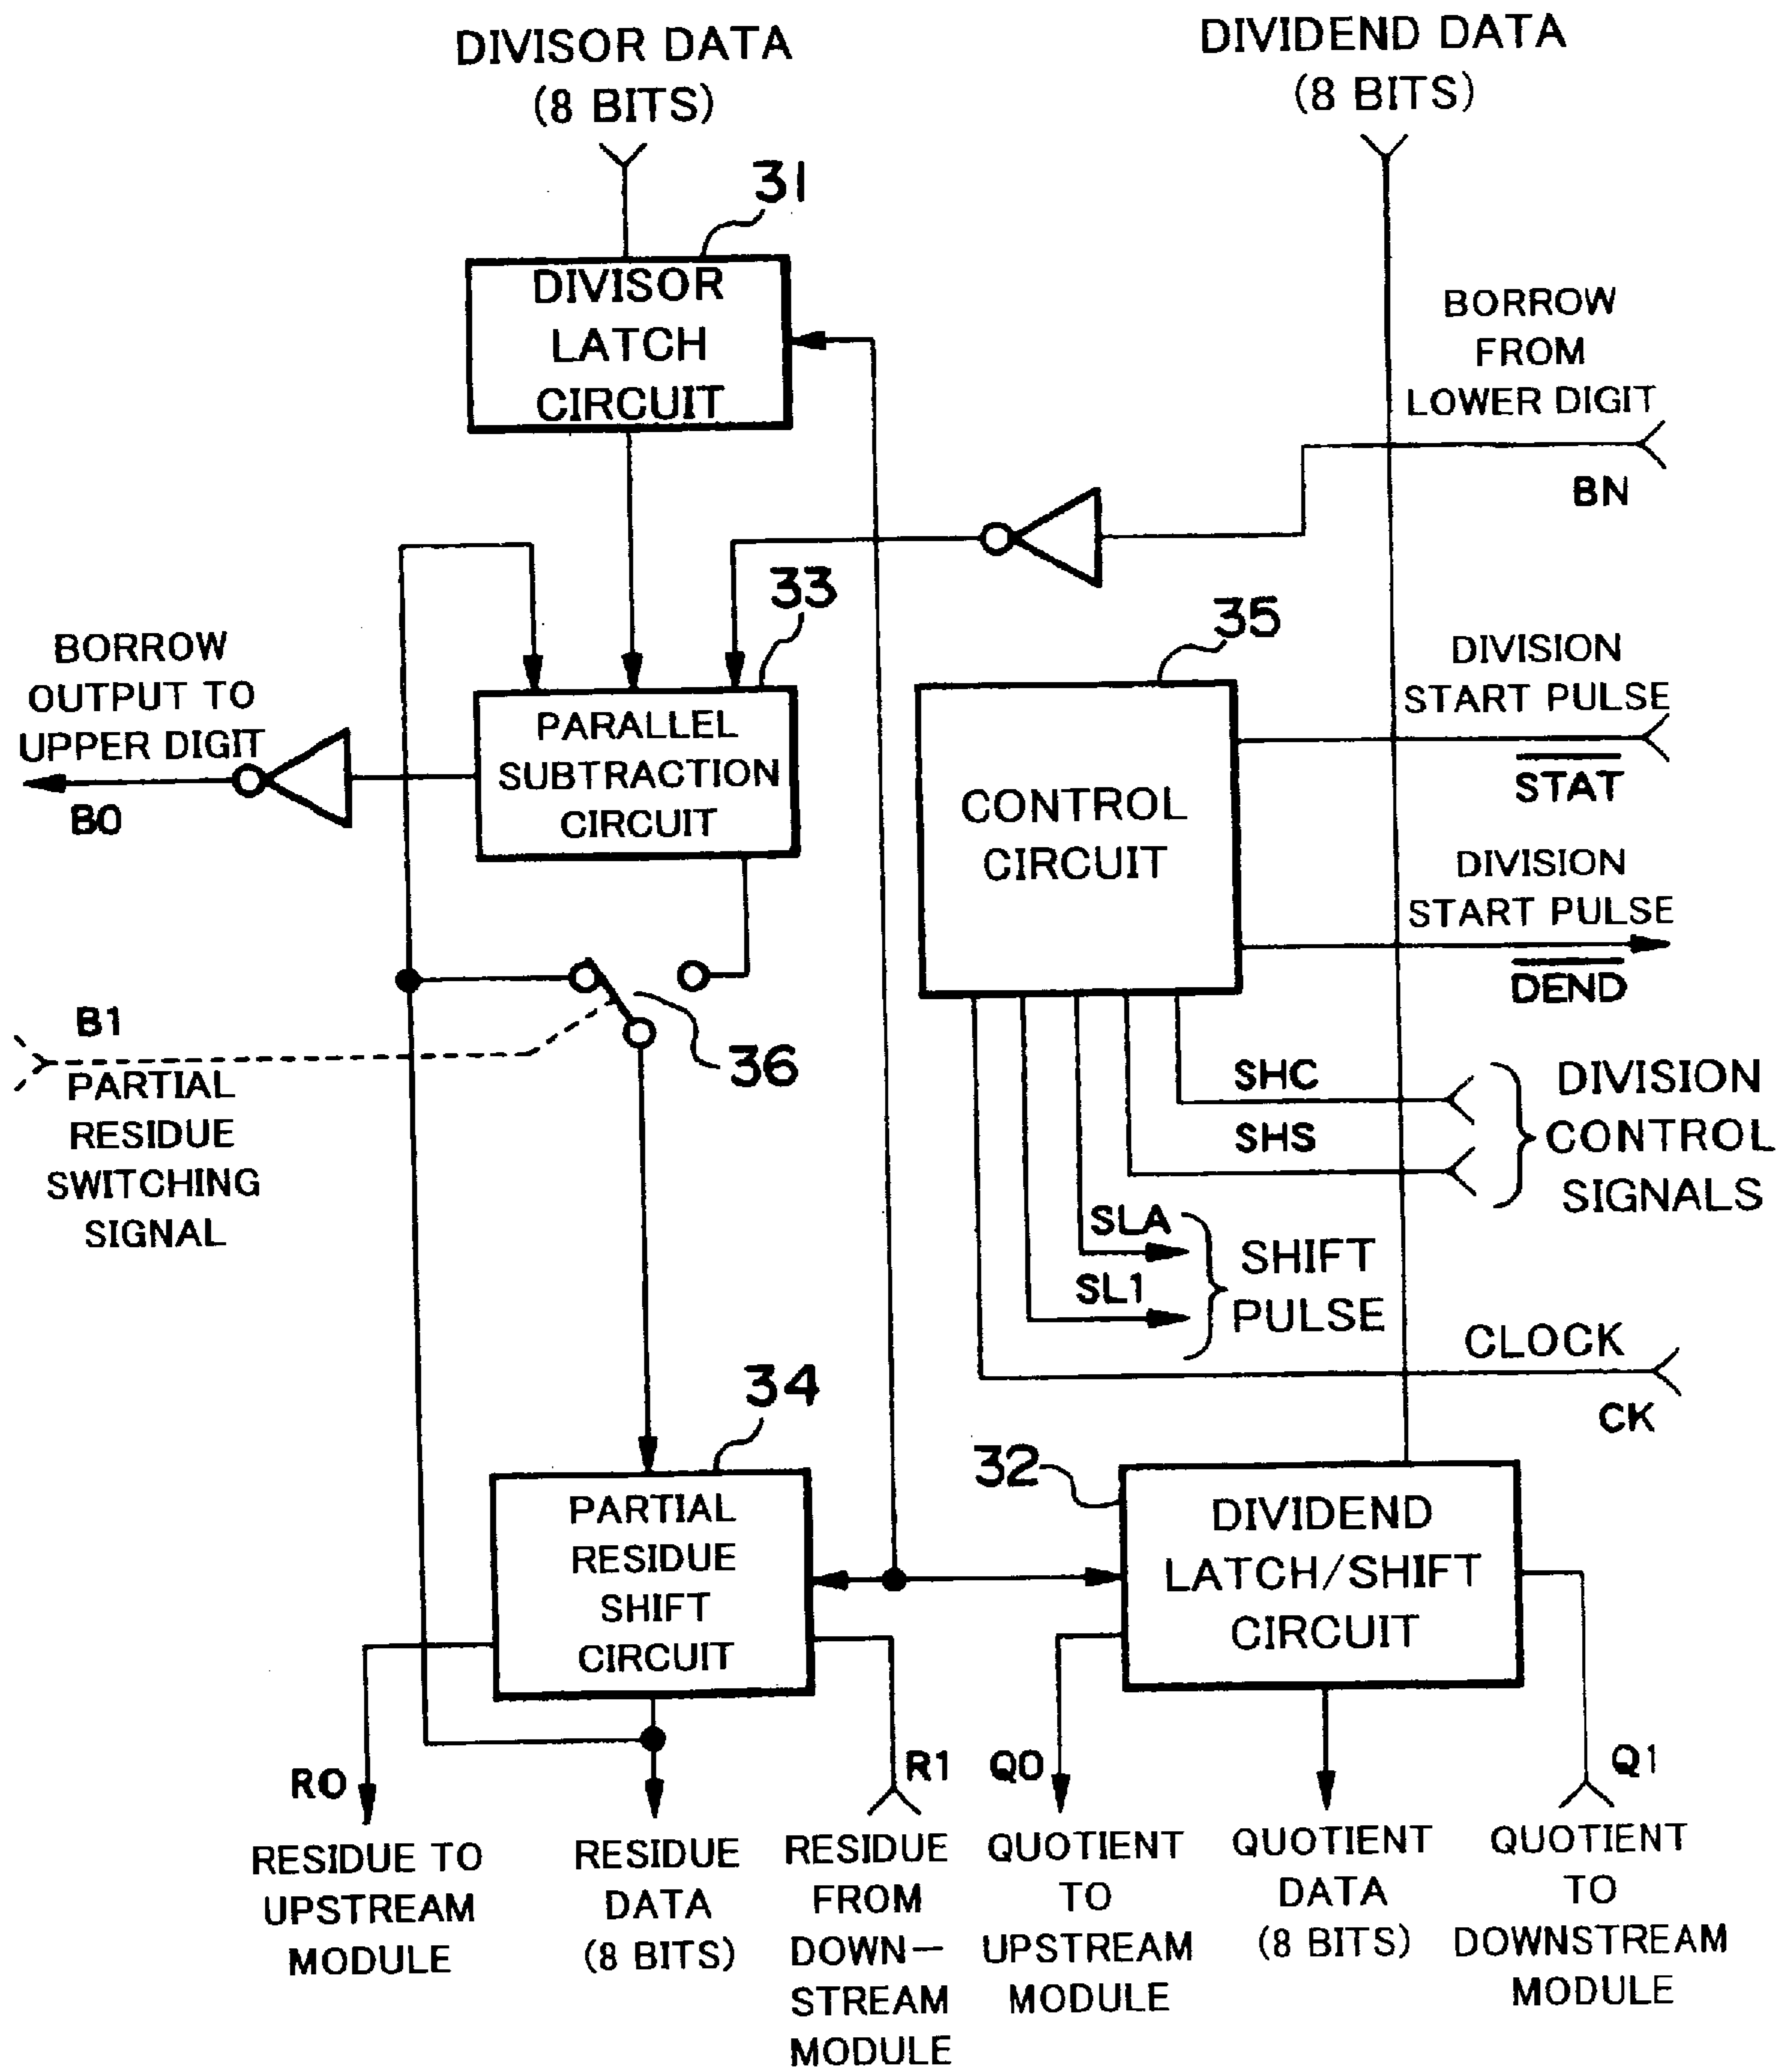 DIVISOR DATA
(8 BITS)
DIVIDEND DATA
(8 BITS)
31
DIVISOR
LATCH
CIRCUIT
BORROW
FROM
LOWER DIGIT
BN
33
35
BORROW
OUTPUT TO
UPPER DIGIT
B0
PARALLEL
SUBTRACTION
CIRCUIT
CONTROL
CIRCUIT
DIVISION
START PULSE
STAT
DIVISION
START PULSE
DEND
B1
PARTIAL
RESIDUE
SWITCHING
SIGNAL
36
SHC
SHS
DIVISION
CONTROL
SIGNALS
SLA
SL1
SHIFT
PULSE
CLOCK
CK
34
32
PARTIAL
RESIDUE
SHIFT
CIRCUIT
DIVIDEND
LATCH/SHIFT
CIRCUIT
R0
R1
Q0
Q1
RESIDUE TO
UPSTREAM
MODULE
RESIDUE
DATA
(8 BITS)
RESIDUE
FROM
DOWN-
STREAM
MODULE
QUOTIENT
TO
UPSTREAM
MODULE
QUOTIENT
DATA
(8 BITS)
QUOTIENT
TO
DOWNSTREAM
MODULE